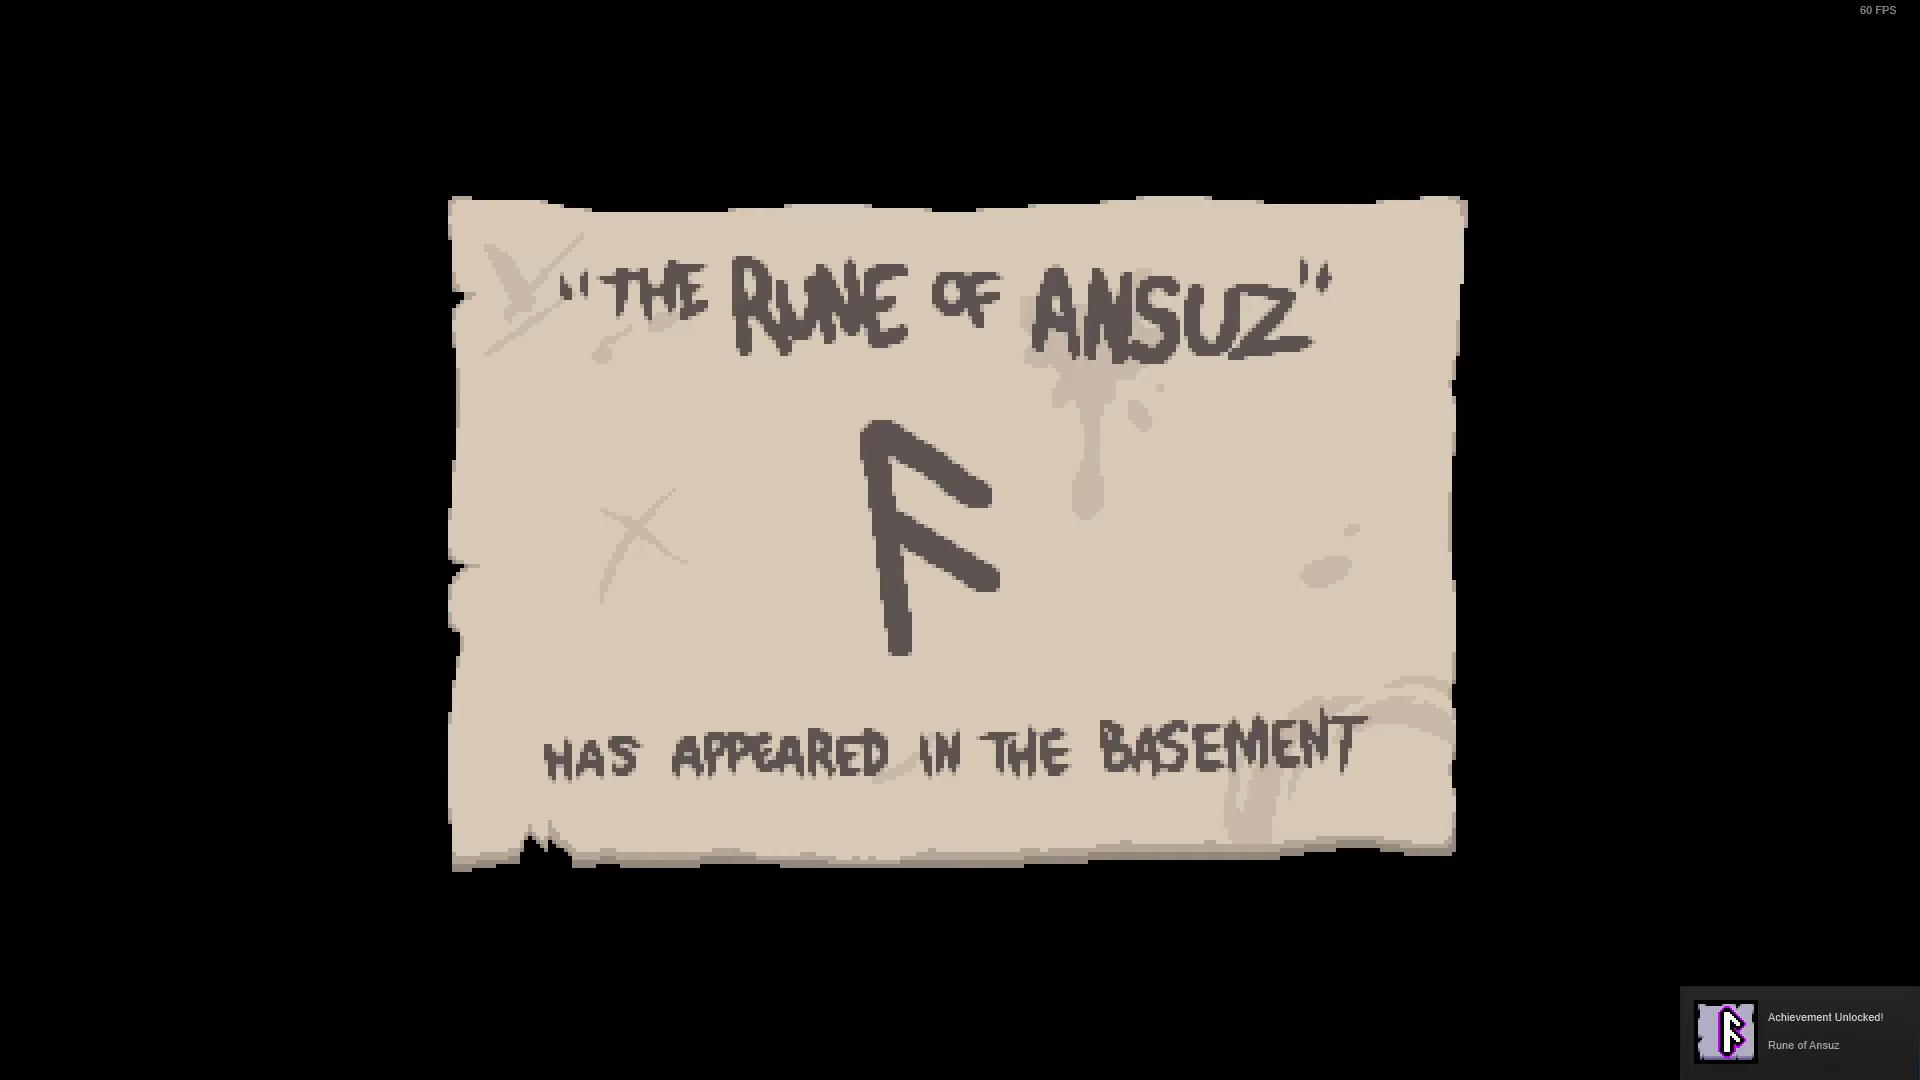 60 FPS
"THE RUNE OF ANSUZ"
ᚨ
HAS APPEARED IN THE BASEMENT
Achievement Unlocked!
Rune of Ansuz